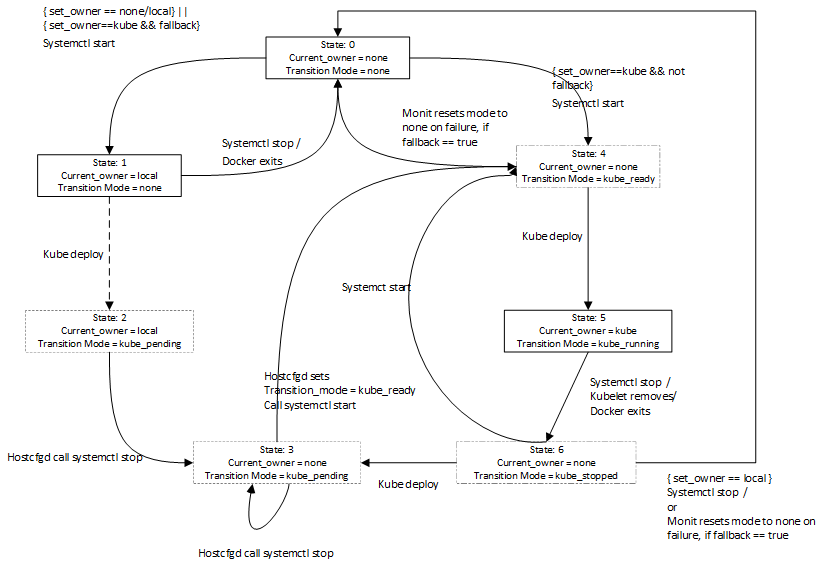 { set_owner == none/local} ||
{ set_owner==kube && fallback}
Systemctl start
State: 0
Current_owner = none
Transition Mode = none
{ set_owner==kube && not
fallback}
Systemctl start
Monit resets mode to
none on failure, if
fallback == true
Systemctl stop /
Docker exits
State: 1
Current_owner = local
Transition Mode = none
State: 4
Current_owner = none
Transition Mode = kube_ready
Kube deploy
Kube deploy
Systemct start
State: 2
Current_owner = local
Transition Mode = kube_pending
State: 5
Current_owner = kube
Transition Mode = kube_running
Hostcfgd sets
Transition_mode = kube_ready
Call systemctl start
Systemctl stop /
Kubelet removes/
Docker exits
Hostcfgd call systemctl stop
State: 3
Current_owner = none
Transition Mode = kube_pending
State: 6
Current_owner = none
Transition Mode = kube_stopped
Kube deploy
{ set_owner == local }
Systemctl stop /
or
Monit resets mode to none on
failure, if fallback == true
Hostcfgd call systemctl stop